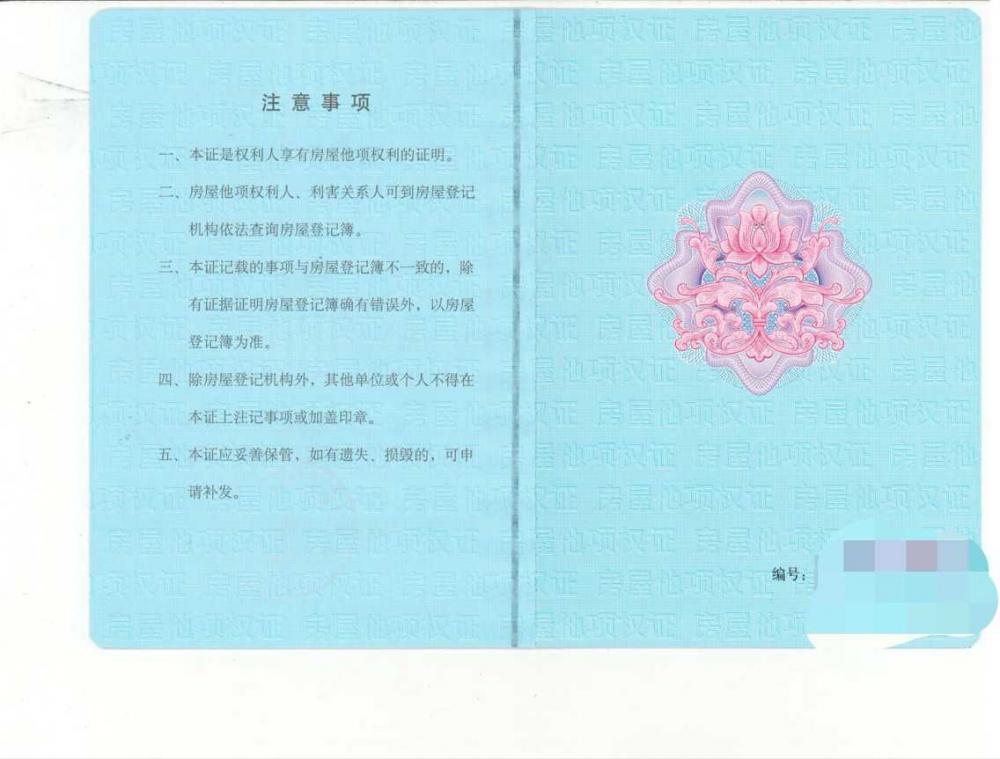 注意事项
一、本证是权利人享有房屋他项权利的证明。
二、房屋他项权利人、利害关系人可到房屋登记
机构依法查询房屋登记簿。
三、本证记载的事项与房屋登记簿不一致的，除
有证据证明房屋登记簿确有错误外，以房屋
登记簿为准。
四、除房屋登记机构外，其他单位或个人不得在
本证上注记事项或加盖印章。
五、本证应妥善保管，如有遗失、损毁的，可申
请补发。
编号：